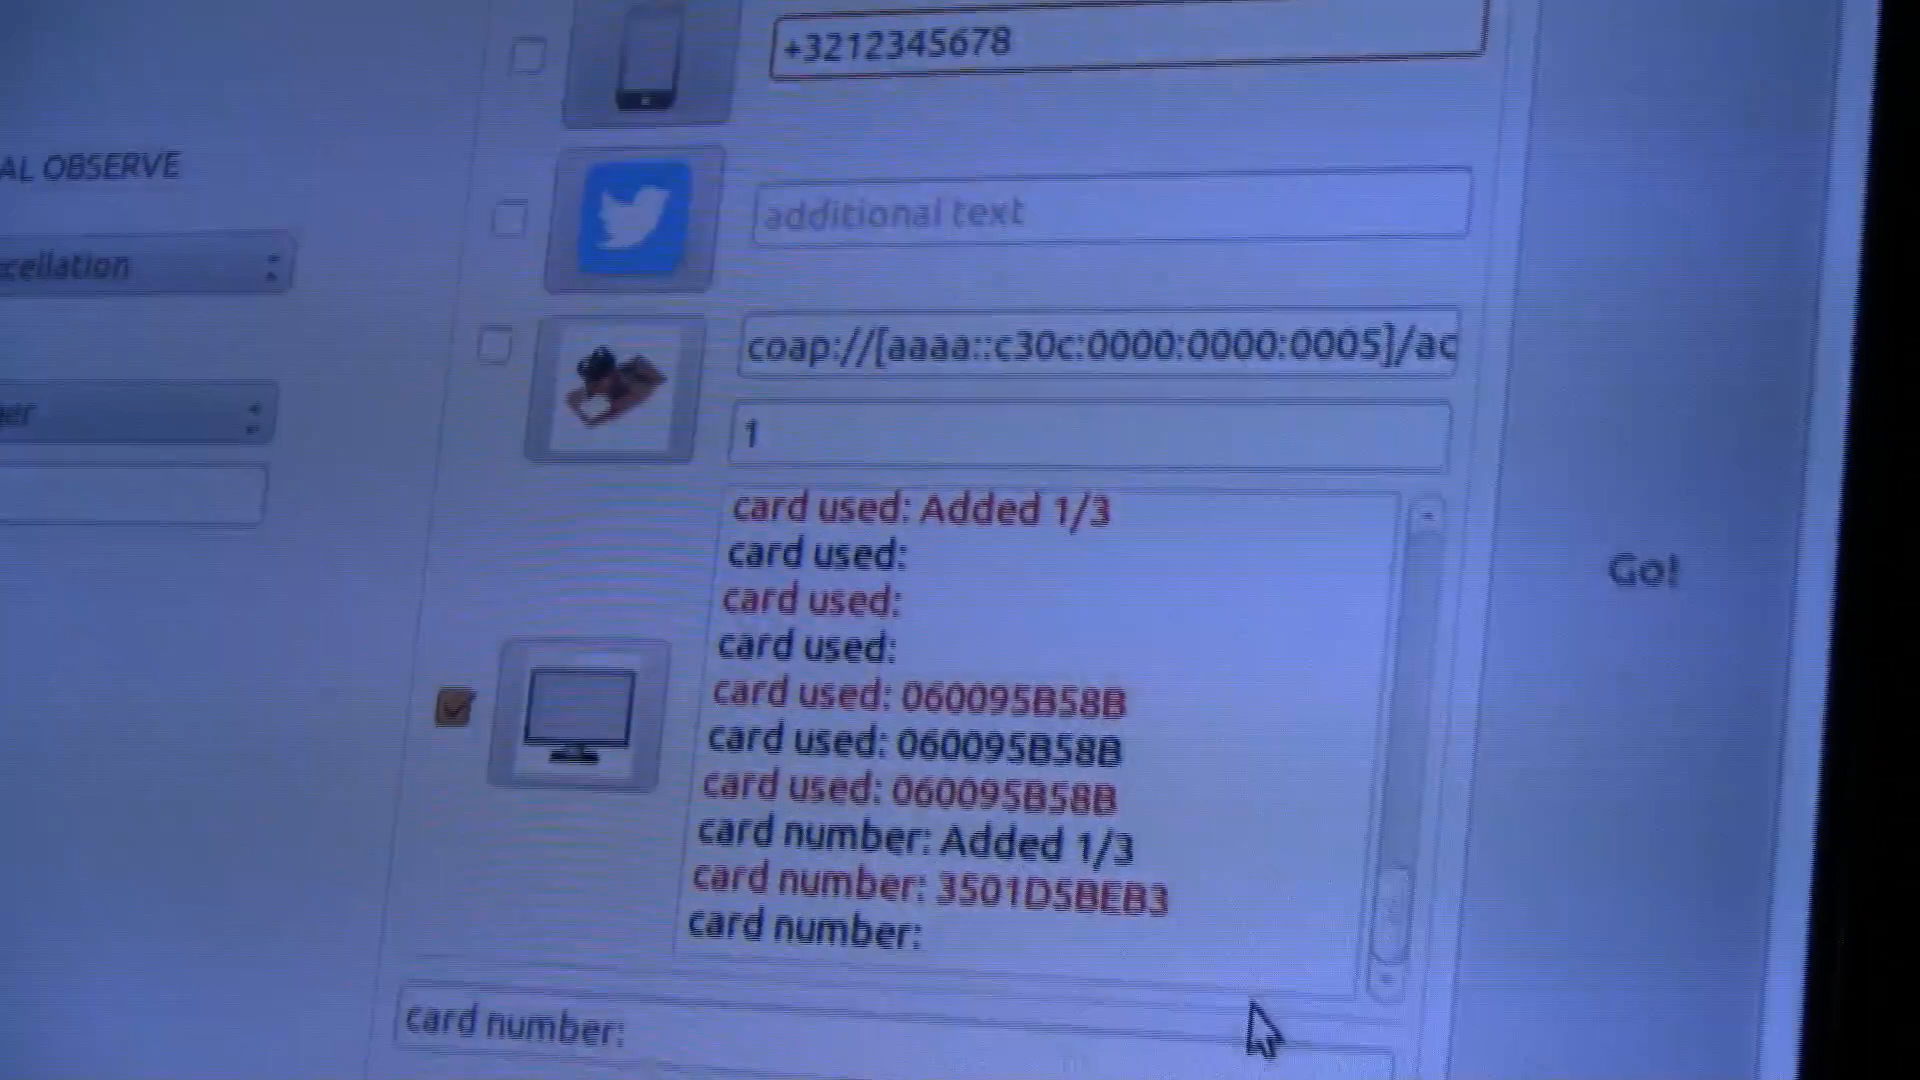 +3212345678
AL OBSERVE
additional text
cellation
coap://[aaaa::c30c:0000:0000:0005]/ac
er
1
card used: Added 1/3
card used:
card used:
card used:
card used: 060095B58B
card used: 060095B58B
card used: 060095B58B
card number: Added 1/3
card number: 3501D5BEB3
card number:
Go!
card number: